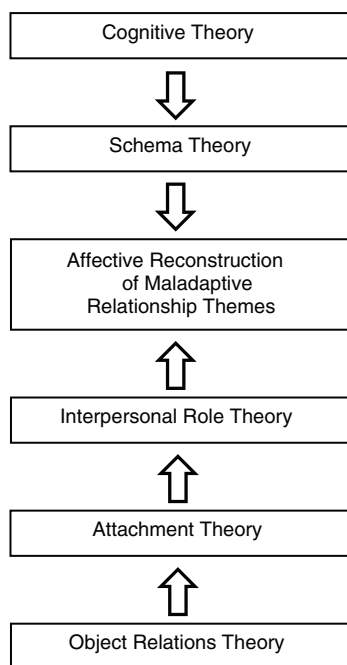 Cognitive Theory
Schema Theory
Affective Reconstruction
of Maladaptive
Relationship Themes
Interpersonal Role Theory
Attachment Theory
Object Relations Theory